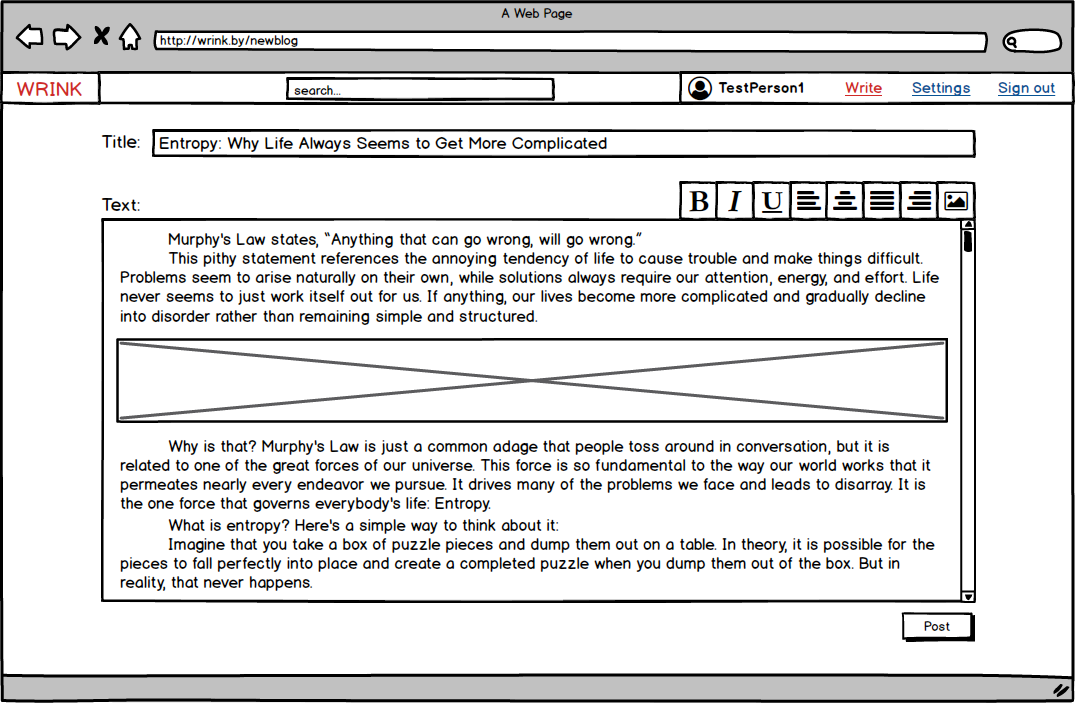 A Web Page
http://wrink.by/newblog
WRINK
search...
TestPerson1
Write
Settings
Sign out
Title:
Entropy: Why Life Always Seems to Get More Complicated
Text:
B I U
Murphy's Law states, "Anything that can go wrong, will go wrong."
This pithy statement references the annoying tendency of life to cause trouble and make things difficult.
Problems seem to arise naturally on their own, while solutions always require our attention, energy, and effort. Life
never seems to just work itself out for us. If anything, our lives become more complicated and gradually decline
into disorder rather than remaining simple and structured.
Why is that? Murphy's Law is just a common adage that people toss around in conversation, but it is
related to one of the great forces of our universe. This force is so fundamental to the way our world works that it
permeates nearly every endeavor we pursue. It drives many of the problems we face and leads to disarray. It is
the one force that governs everybody's life: Entropy.
What is entropy? Here's a simple way to think about it:
Imagine that you take a box of puzzle pieces and dump them out on a table. In theory, it is possible for the
pieces to fall perfectly into place and create a completed puzzle when you dump them out of the box. But in
reality, that never happens.
Post